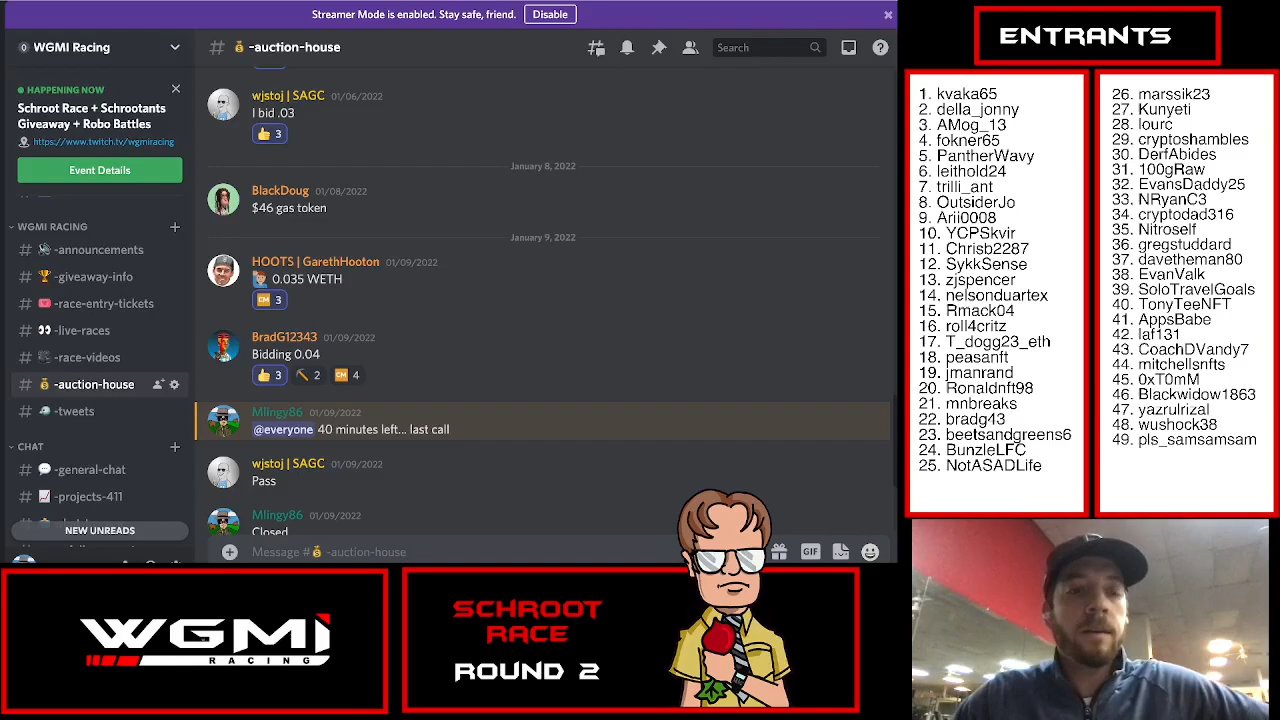 Streamer Mode is enabled. Stay safe, friend.
Disable
WGMI Racing
# 💰 -auction-house
Search
HAPPENING NOW
Schroot Race + Schrootants
Giveaway + Robo Battles
https://www.twitch.tv/wgmiracing
Event Details
WGMI RACING
-announcements
-giveaway-info
-race-entry-tickets
-live-races
-race-videos
-auction-house
-tweets
CHAT
-general-chat
-projects-411
NEW UNREADS
wjstoj | SAGC 01/06/2022
I bid .03
3
January 8, 2022
BlackDoug 01/08/2022
$46 gas token
January 9, 2022
HOOTS | GarethHooton 01/09/2022
0.035 WETH
CM 3
BradG12343 01/09/2022
Bidding 0.04
3 2 CM 4
Mlingy86 01/09/2022
@everyone 40 minutes left... last call
wjstoj | SAGC 01/09/2022
Pass
Mlingy86 01/09/2022
Closed
Message # 💰 -auction-house
GIF
ENTRANTS
1. kvaka65
2. della_jonny
3. AMog_13
4. fokner65
5. PantherWavy
6. leithold24
7. trilli_ant
8. OutsiderJo
9. Arii0008
10. YCPSkvir
11. Chrisb2287
12. SykkSense
13. zjspencer
14. nelsonduartex
15. Rmack04
16. roll4critz
17. T_dogg23_eth
18. peasanft
19. jmanrand
20. Ronaldnft98
21. mnbreaks
22. bradg43
23. beetsandgreens6
24. BunzleLFC
25. NotASADLife
26. marssik23
27. Kunyeti
28. lourc
29. cryptoshambles
30. DerfAbides
31. 100gRaw
32. EvansDaddy25
33. NRyanC3
34. cryptodad316
35. Nitroself
36. gregstuddard
37. davetheman80
38. EvanValk
39. SoloTravelGoals
40. TonyTeeNFT
41. AppsBabe
42. laf131
43. CoachDVandy7
44. mitchellsnfts
45. 0xT0mM
46. Blackwidow1863
47. yazrulrizal
48. wushock38
49. pls_samsamsam
WGMI
RACING
SCHROOT
RACE
ROUND 2